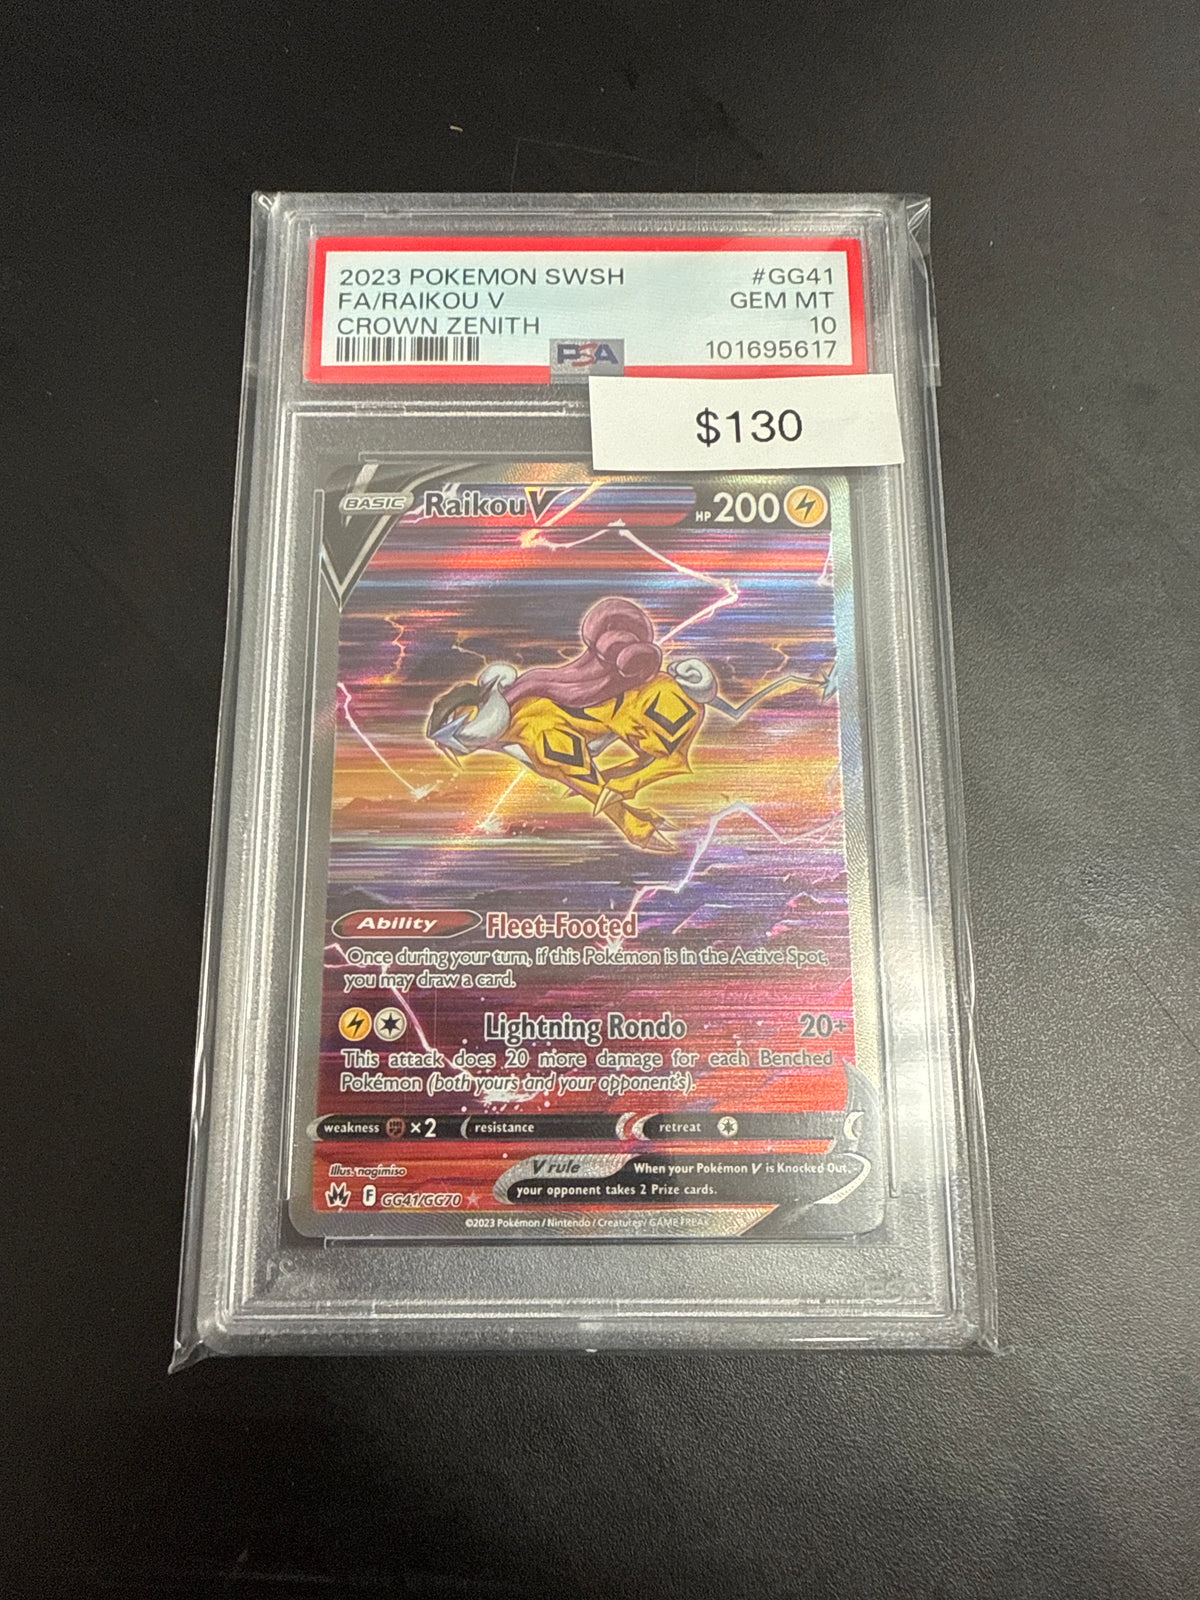 2023 POKEMON SWSH #GG41
FA/RAIKOU V GEM MT
CROWN ZENITH 10
PSA 101695617
$130
BASIC Raikou V HP 200
Ability Fleet-Footed
Once during your turn, if this Pokémon is in the Active Spot,
you may draw a card.
Lightning Rondo 20+
This attack does 20 more damage for each Benched
Pokémon (both yours and your opponent's).
weakness ×2 resistance retreat
Illus. nagimiso
V rule When your Pokémon V is Knocked Out,
your opponent takes 2 Prize cards.
F GG41/GG70
©2023 Pokémon / Nintendo / Creatures / GAME FREAK